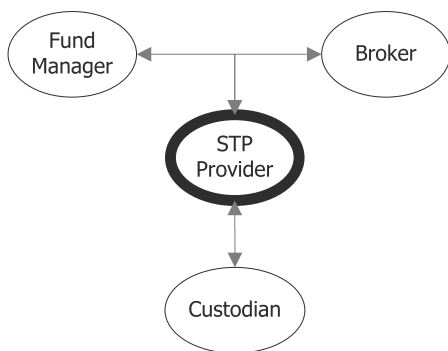 Fund
Manager
Broker
STP
Provider
Custodian